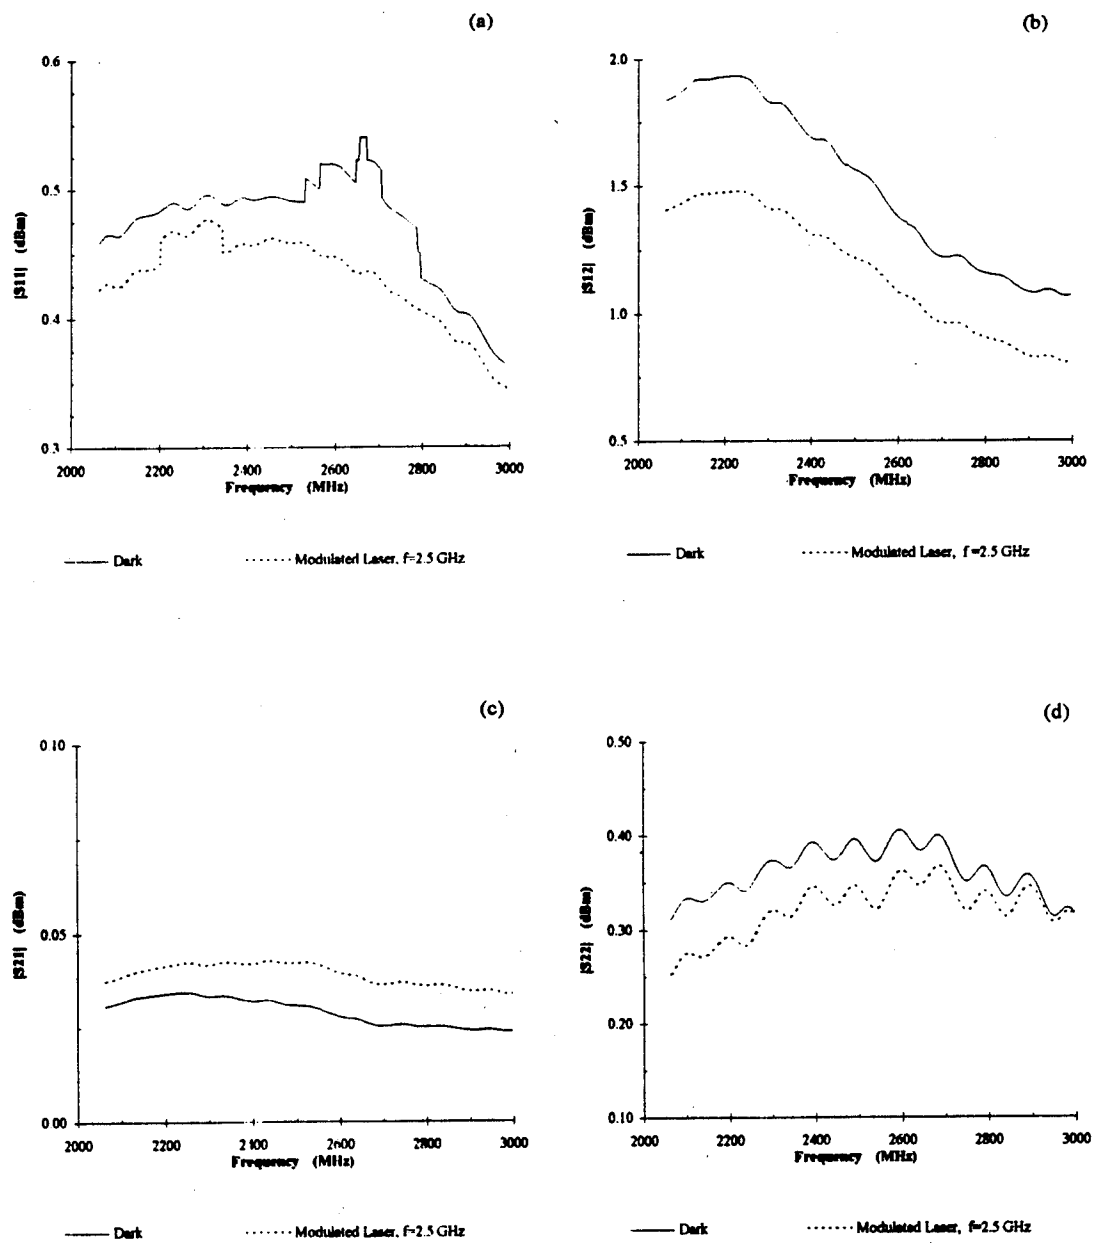 (a)
0.6
0.5
0.4
0.3
|S11| (dBm)
2000 2200 2400 2600 2800 3000
Frequency (MHz)
Dark
Modulated Laser, f=2.5 GHz
(b)
2.0
1.5
1.0
0.5
|S12| (dBm)
2000 2200 2400 2600 2800 3000
Frequency (MHz)
Dark
Modulated Laser, f=2.5 GHz
(c)
0.10
0.05
0.00
|S21| (dBm)
2000 2200 2400 2600 2800 3000
Frequency (MHz)
Dark
Modulated Laser, f=2.5 GHz
(d)
0.50
0.40
0.30
0.20
0.10
|S22| (dBm)
2000 2200 2400 2600 2800 3000
Frequency (MHz)
Dark
Modulated Laser, f=2.5 GHz